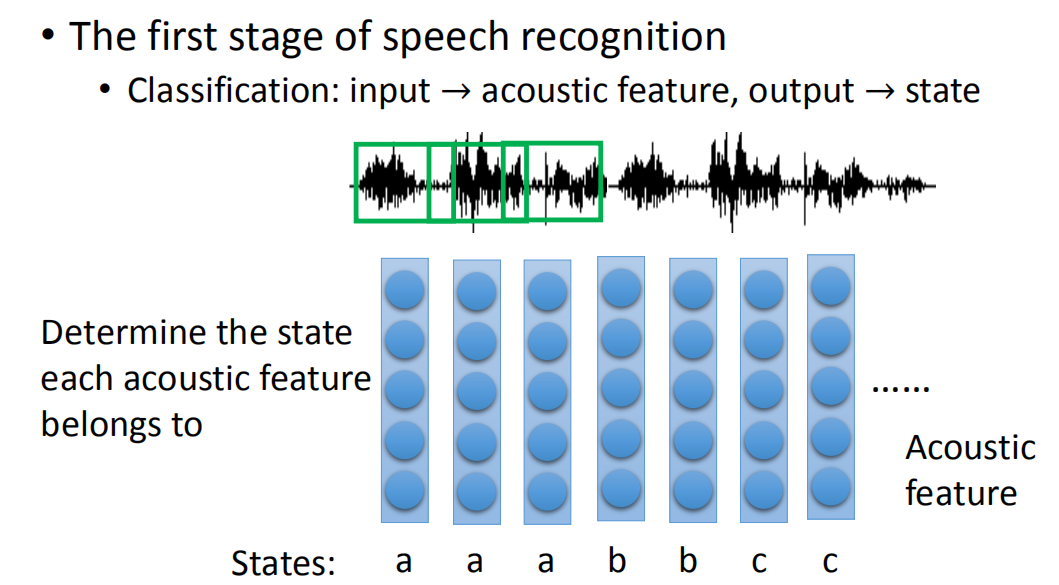 • The first stage of speech recognition
• Classification: input → acoustic feature, output → state
Determine the state
each acoustic feature
belongs to
......
Acoustic
feature
States: a a a b b c c